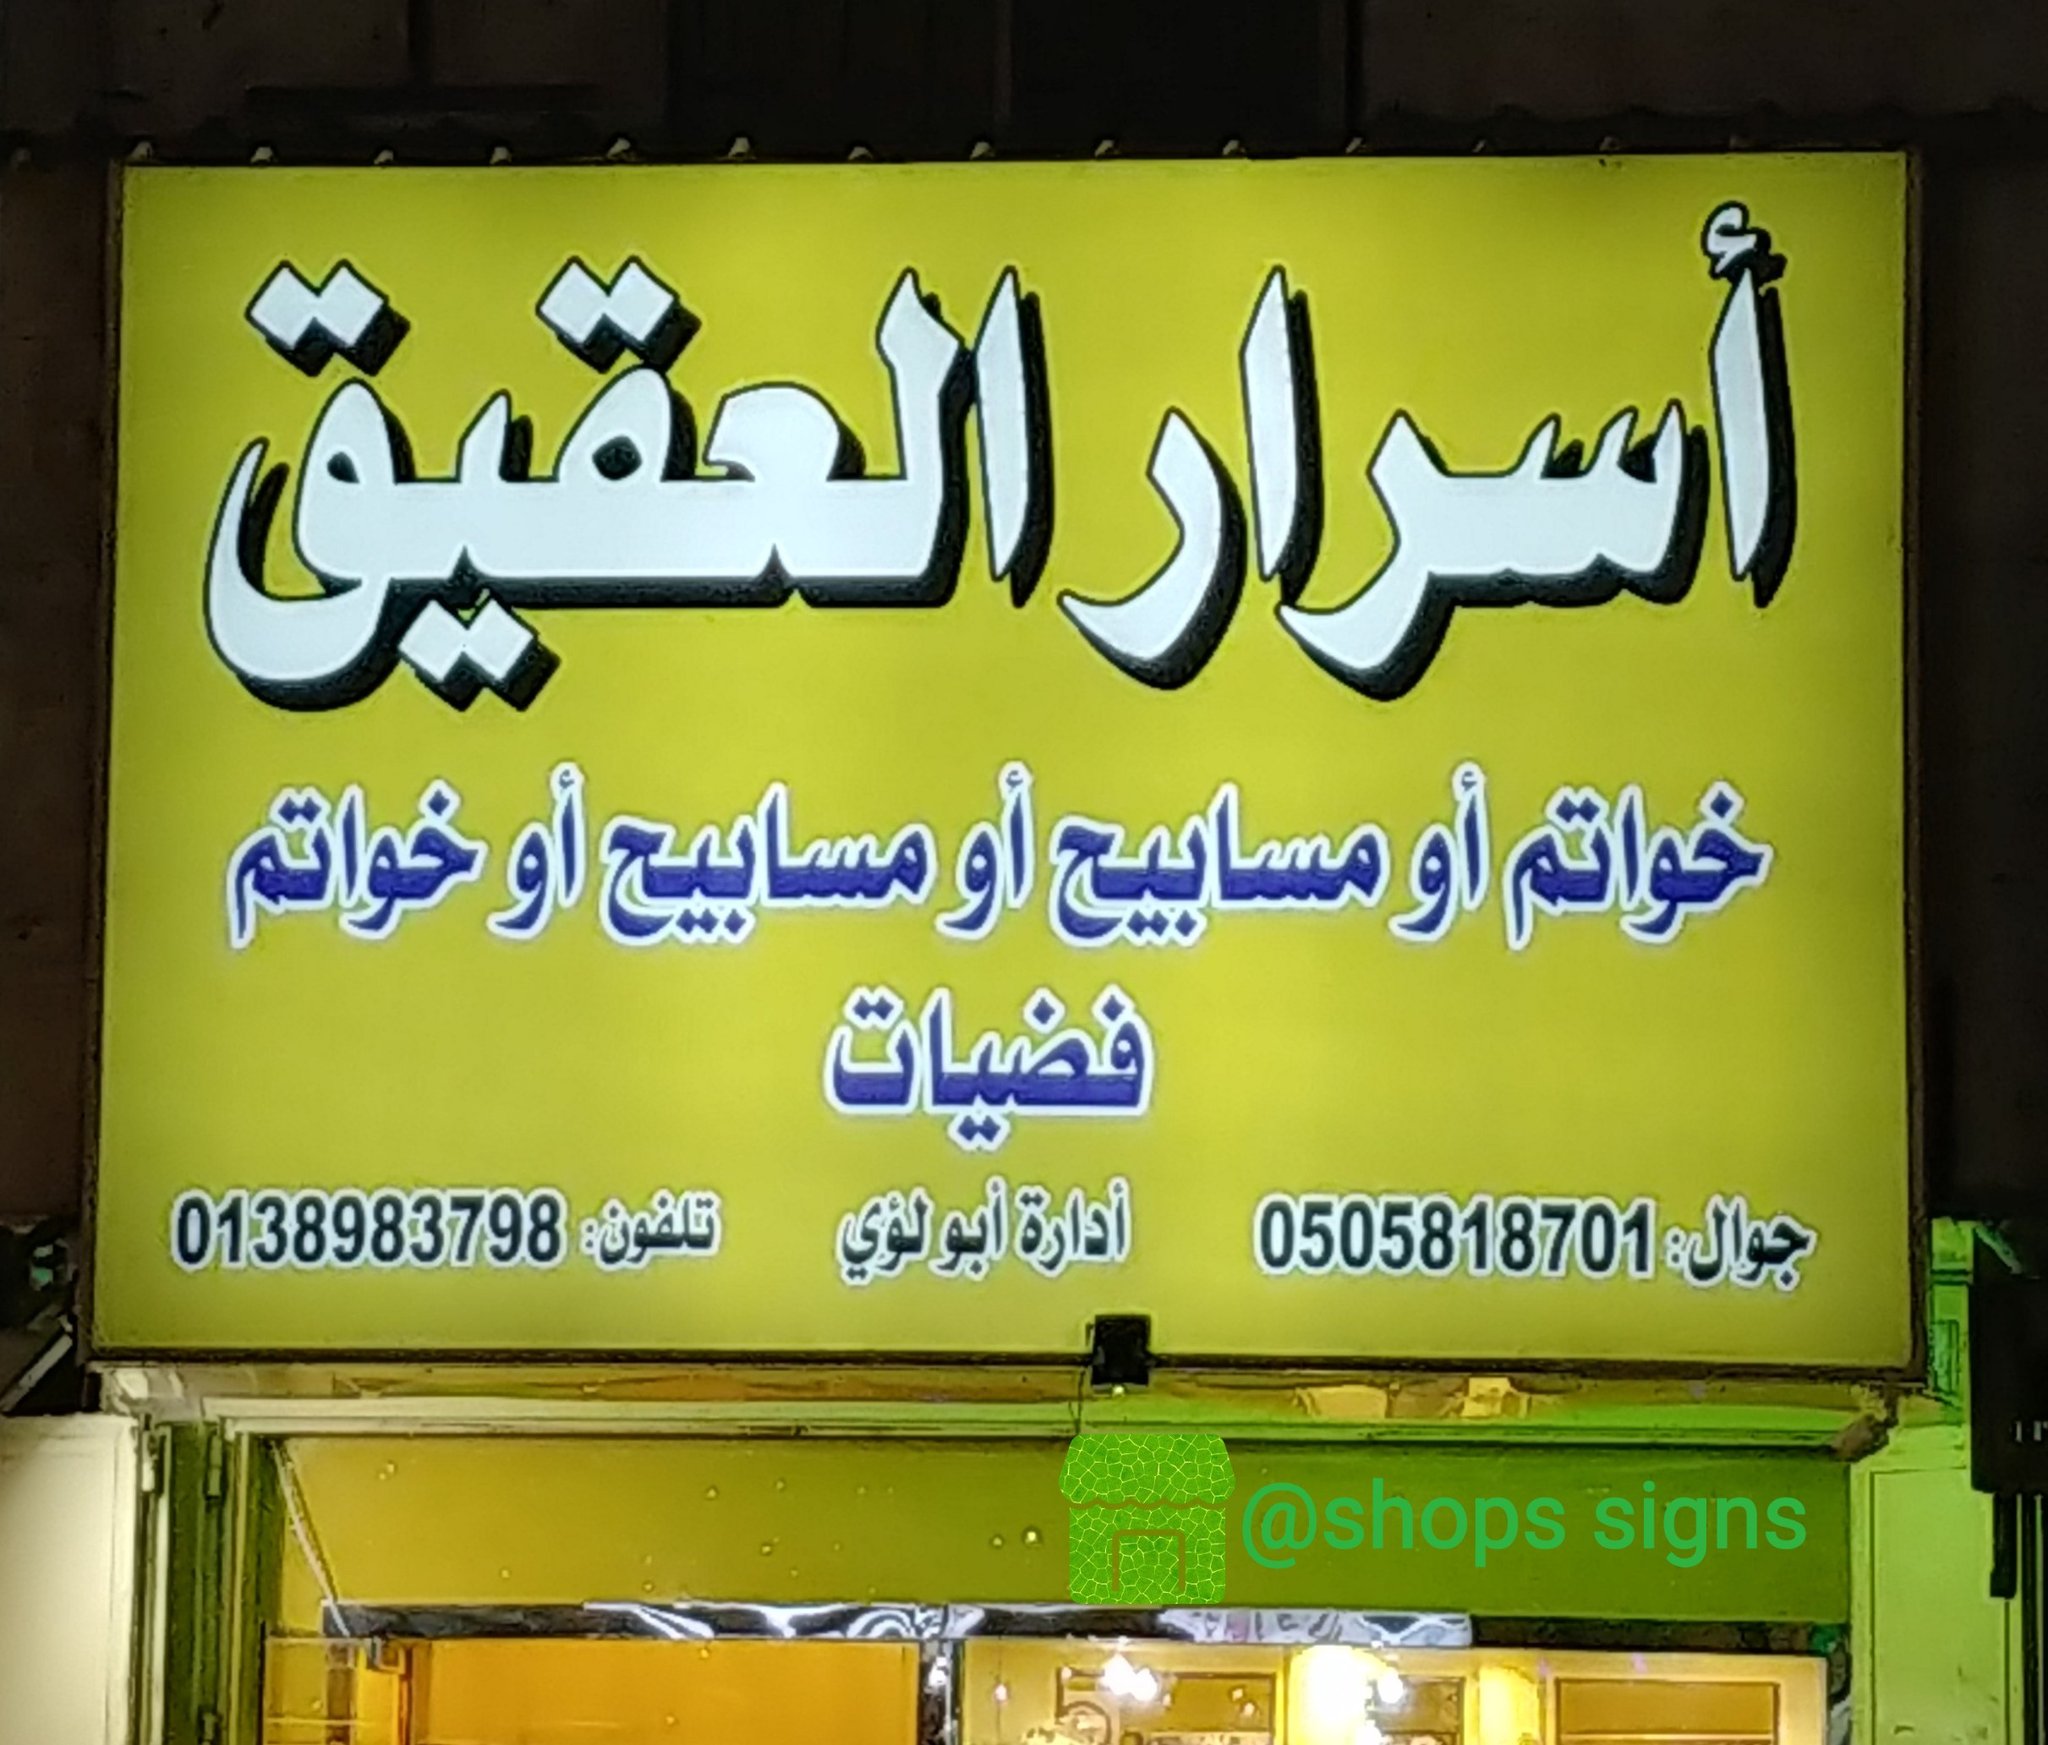 أسرار العقيق
خواتم أو مسابيح أو مسابيح أو خواتم
فضيات
جوال: 0505818701 أدارة أبو لؤي تلفون: 0138983798
@shops signs